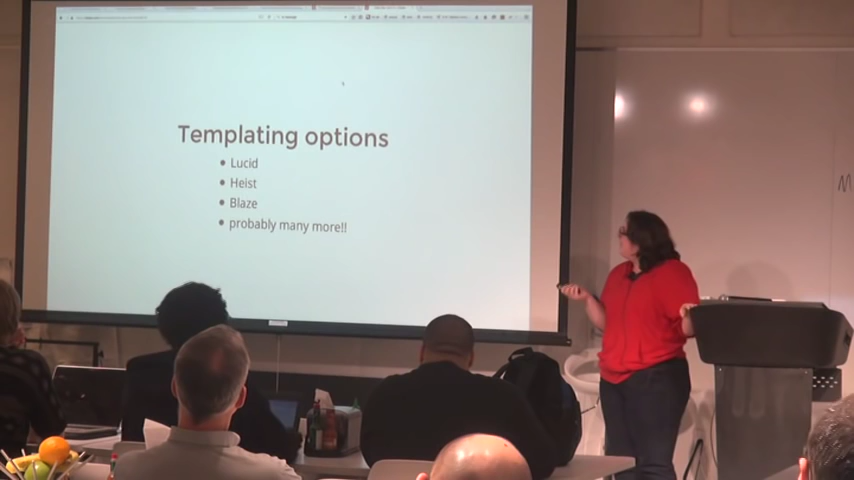 Templating options
Lucid
Heist
Blaze
probably many more!!
M